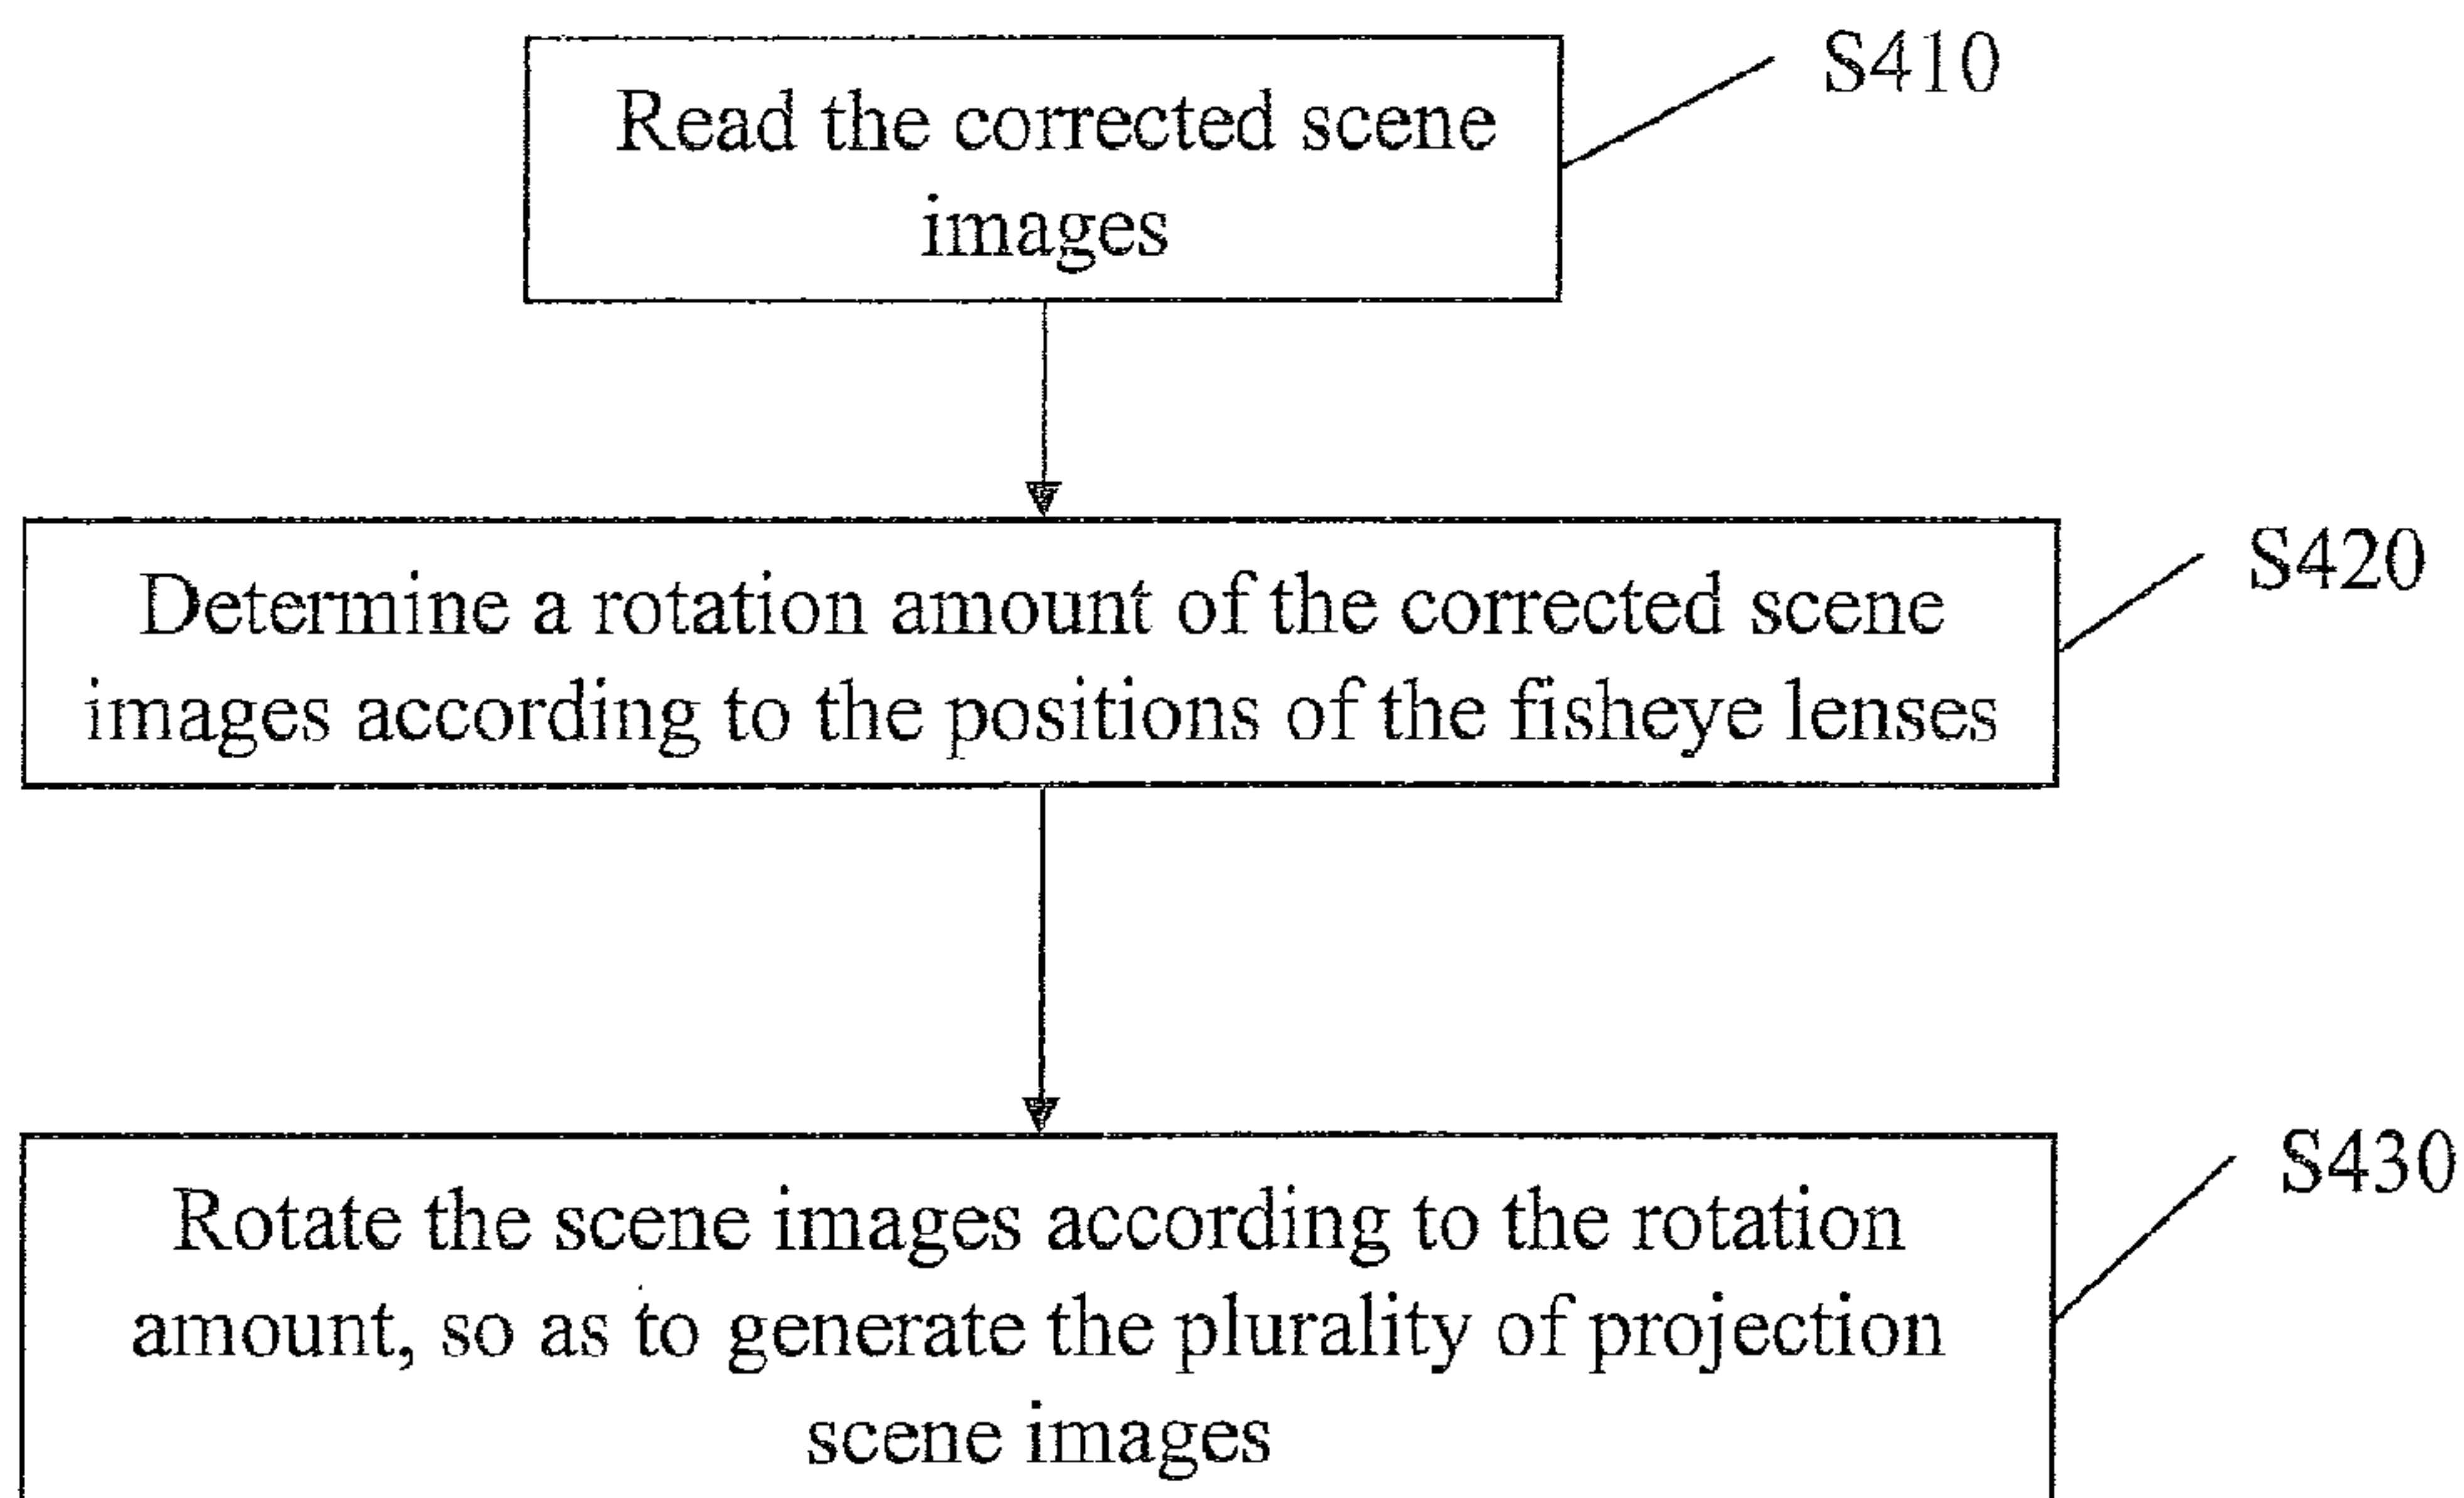 S410
Read the corrected scene
images
S420
Determine a rotation amount of the corrected scene
images according to the positions of the fisheye lenses
S430
Rotate the scene images according to the rotation
amount, so as to generate the plurality of projection
scene images